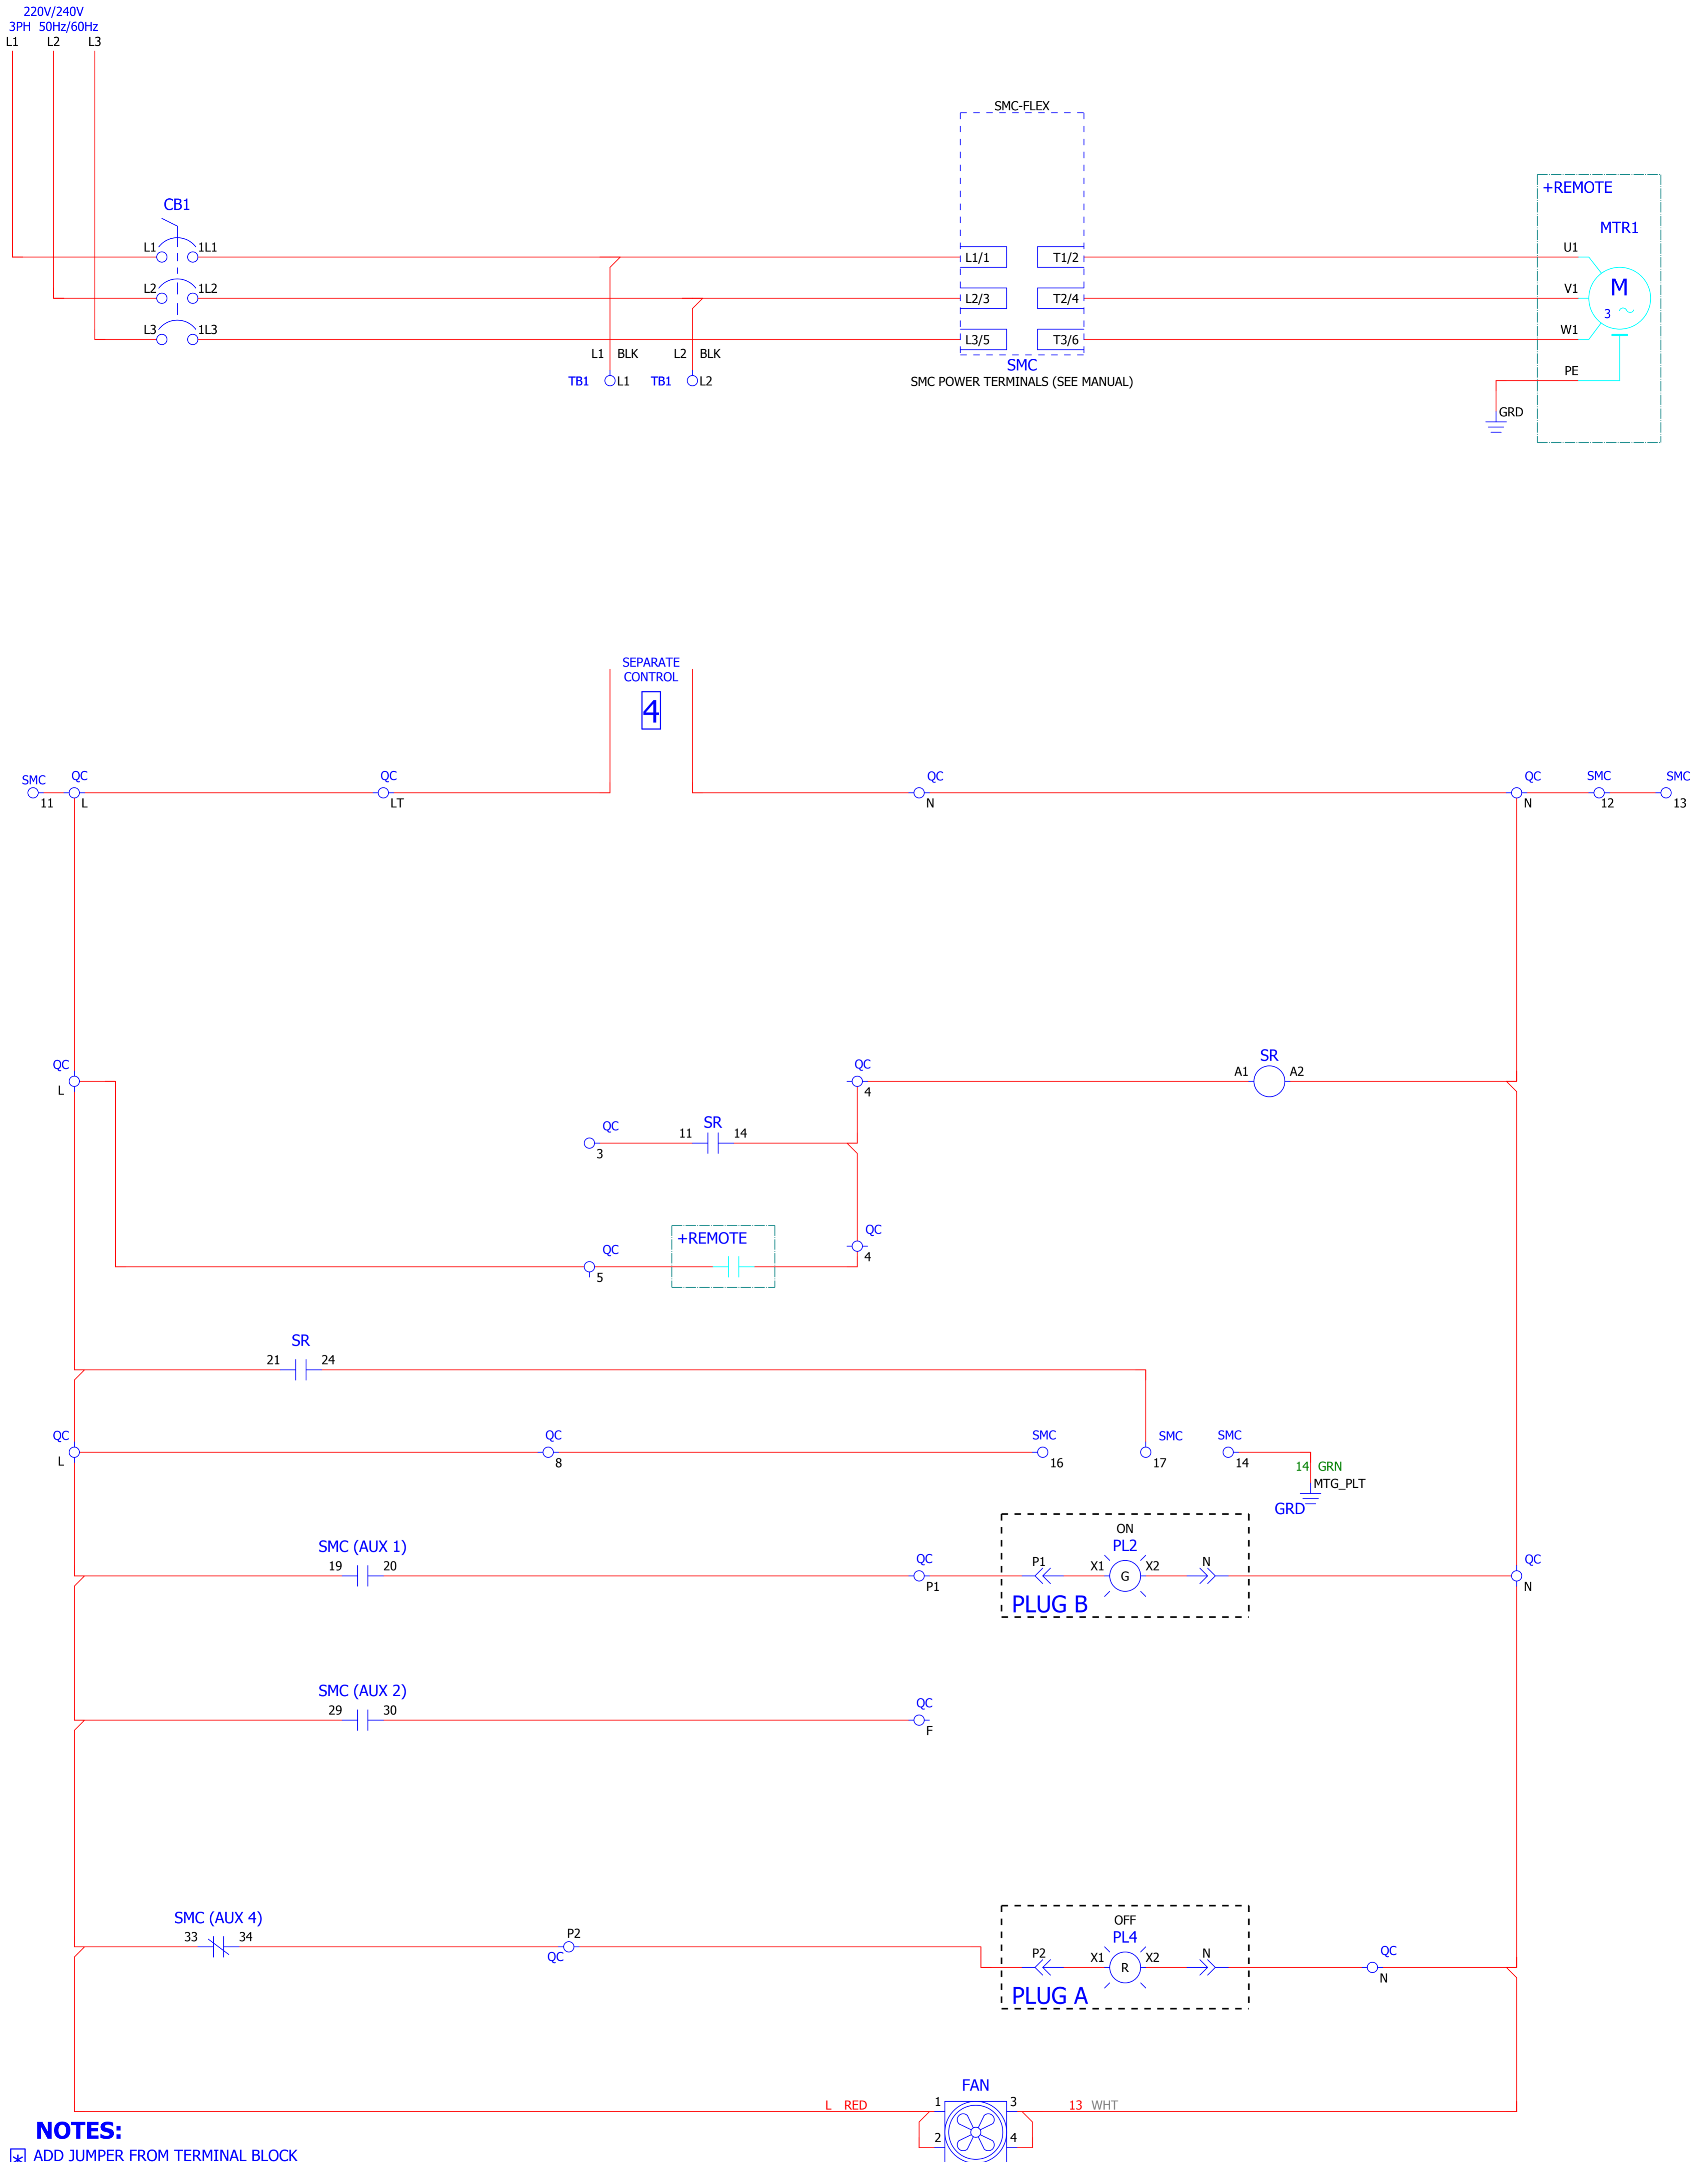 220V/240V
3PH 50Hz/60Hz
L1 L2 L3
SMC-FLEX
+REMOTE
MTR1
CB1
L1 1L1 L1/1 T1/2 U1
L2 1L2 L2/3 T2/4 V1
M
3
L3 1L3 L3/5 T3/6 W1
L1 BLK L2 BLK
SMC
SMC POWER TERMINALS (SEE MANUAL)
TB1 L1 TB1 L2
PE
GRD
SEPARATE
CONTROL
4
SMC QC QC QC QC SMC SMC
11 L LT N N 12 13
QC QC SR
L 4 A1 A2
QC SR
3 11 14
QC +REMOTE QC
5 4
SR
21 24
QC QC SMC SMC SMC
L 8 16 17 14
14 GRN
MTG_PLT
GRD
SMC (AUX 1)
19 20
QC
P1
ON
PL2
P1 X1 G X2 N
PLUG B
QC
N
SMC (AUX 2)
29 30
QC
F
SMC (AUX 4)
33 34
P2
QC
OFF
PL4
P2 X1 R X2 N
PLUG A
QC
N
FAN
L RED 1 3 13 WHT
2 4
NOTES:
* ADD JUMPER FROM TERMINAL BLOCK